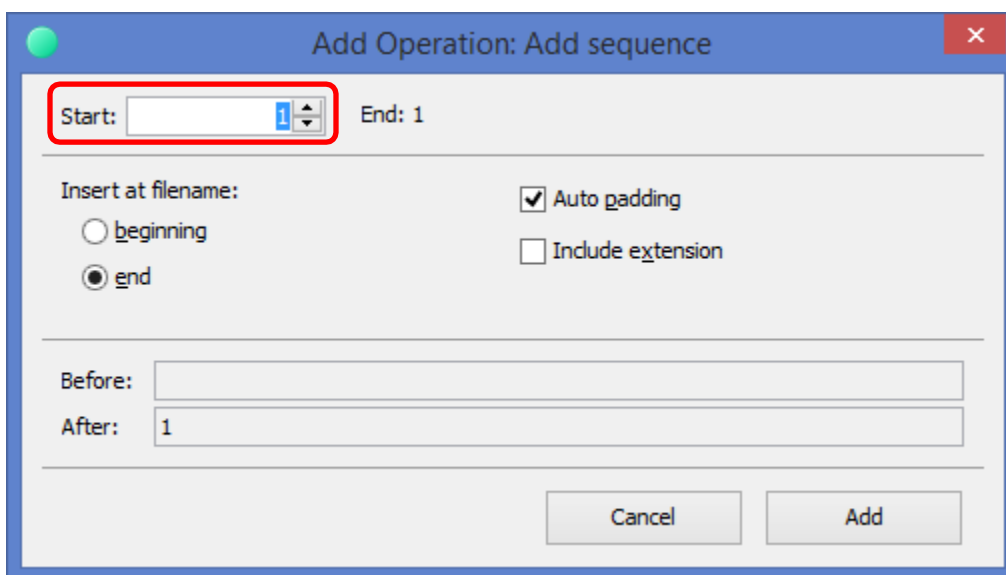 Add Operation: Add sequence
Start: 1 End: 1
Insert at filename:
Auto padding
beginning
Include extension
end
Before:
After: 1
Cancel Add